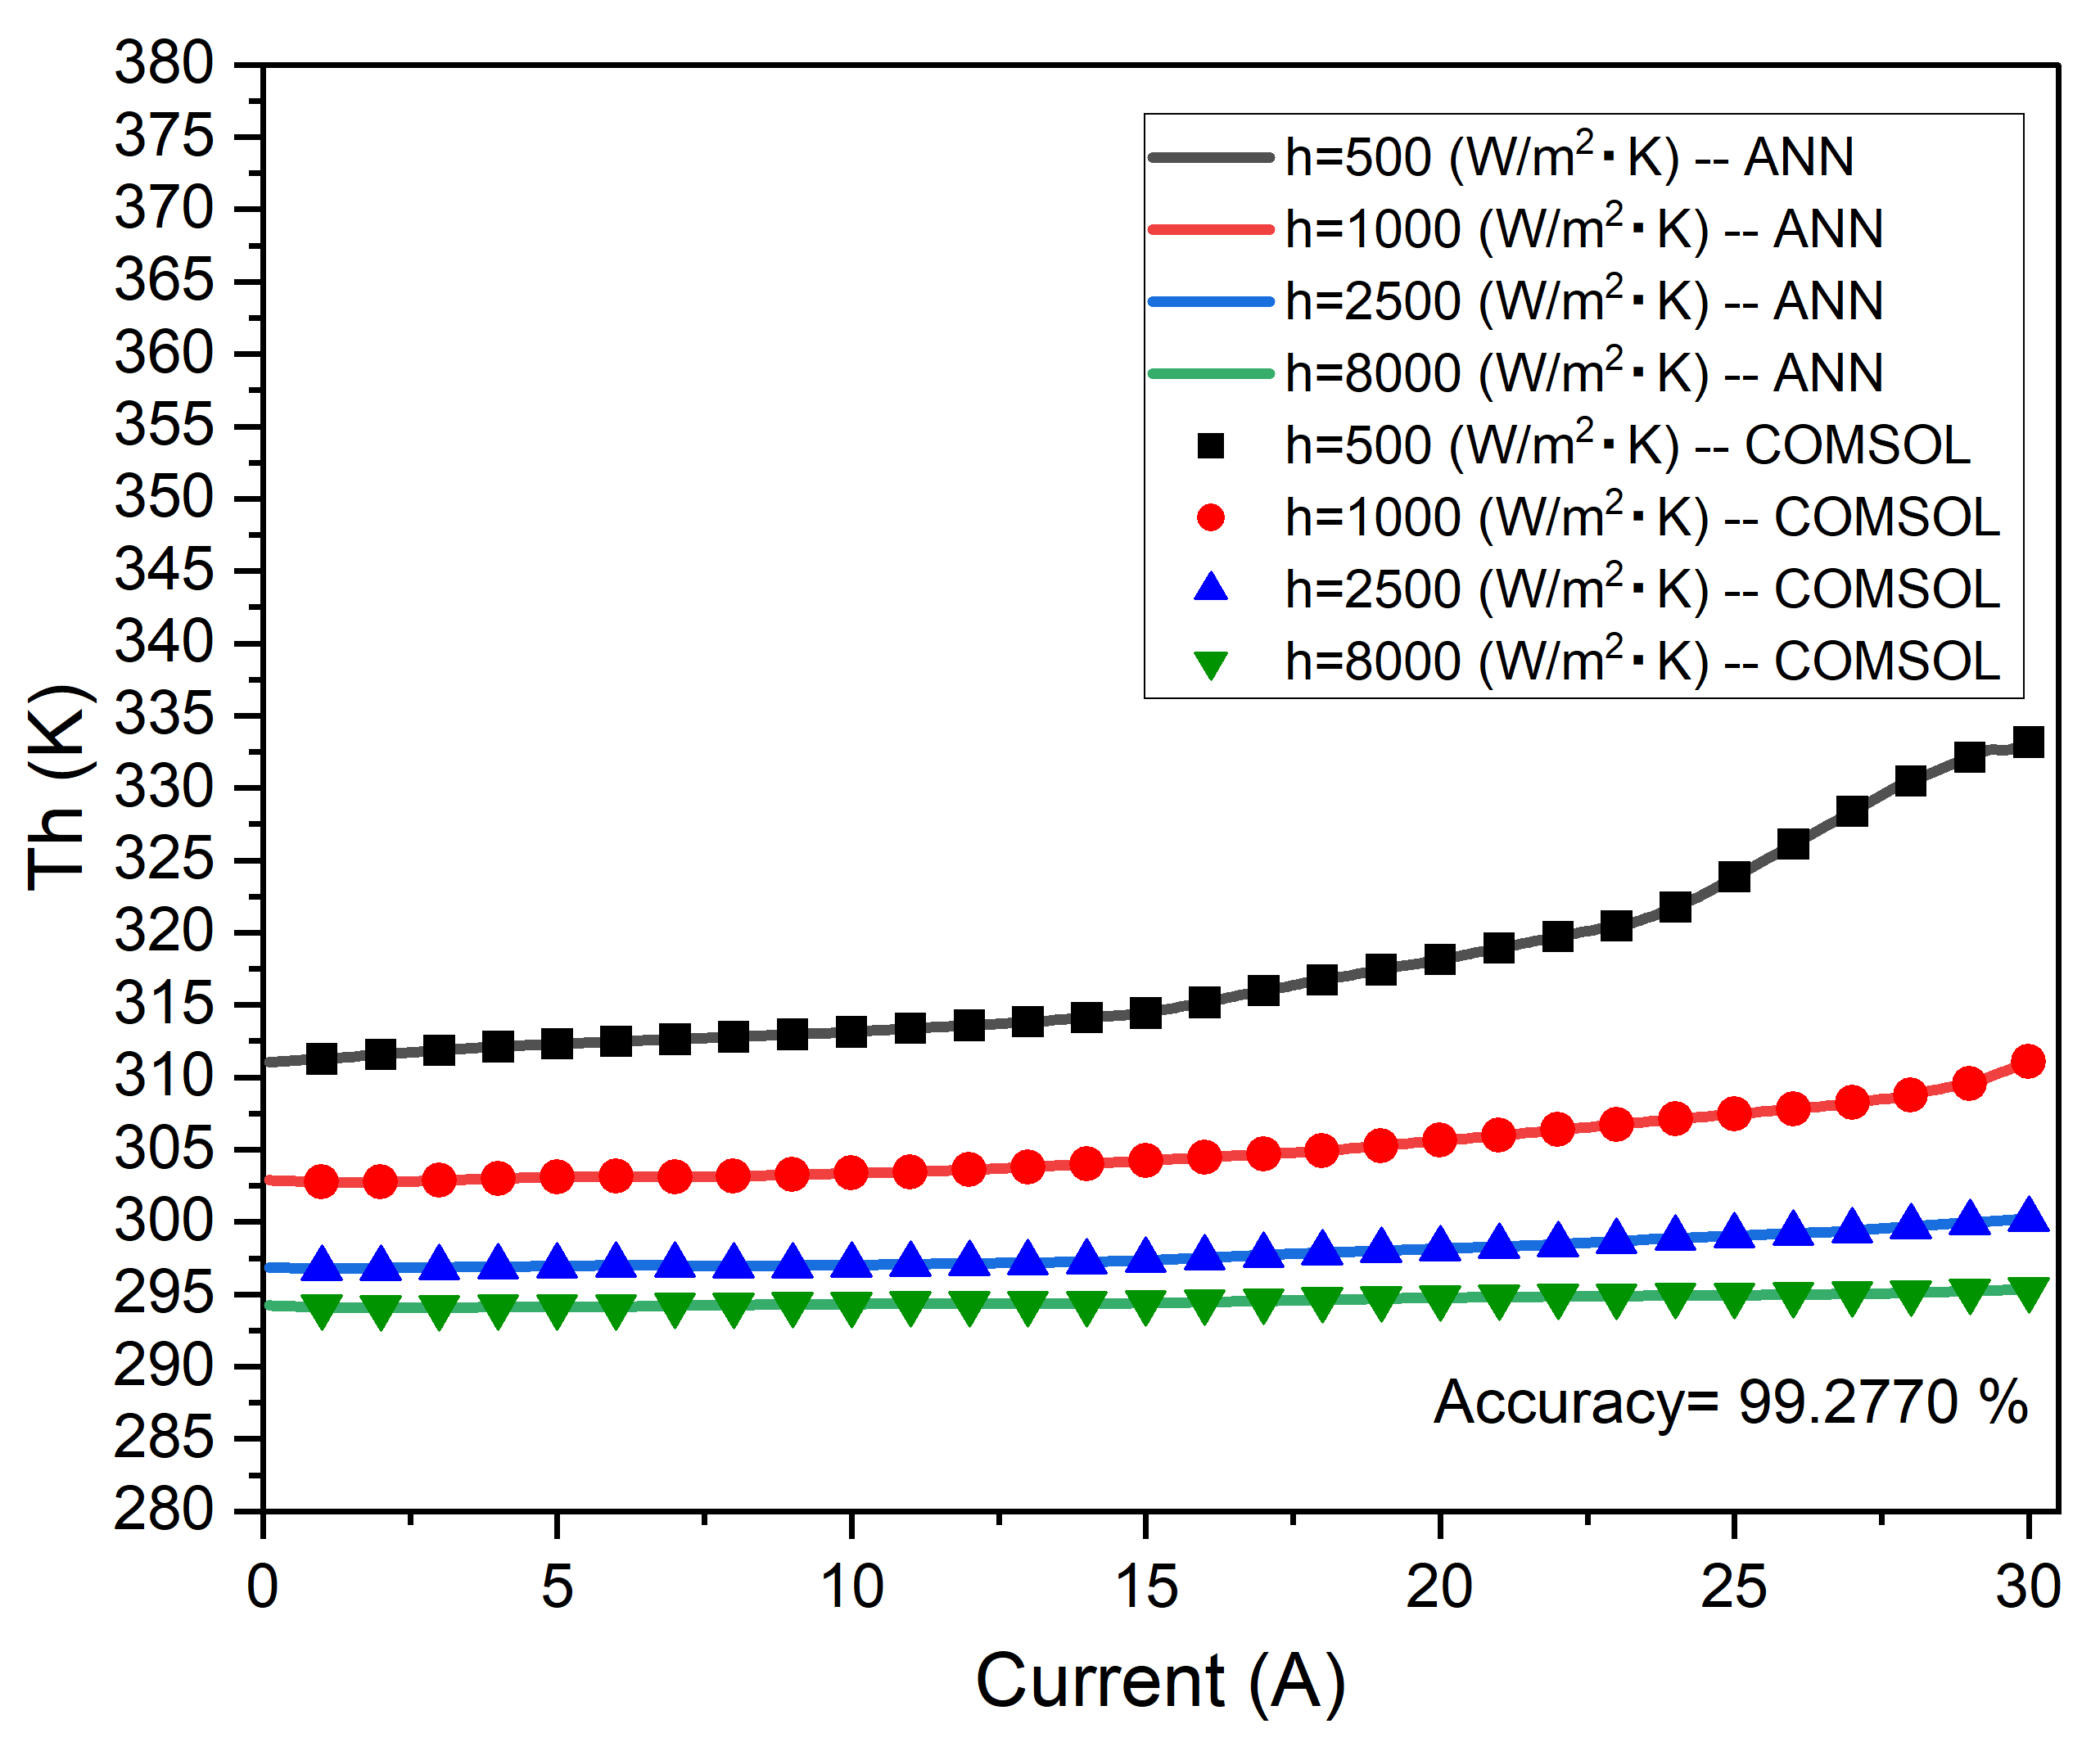 380
375
370
365
360
355
350
345
340
335
330
325
320
315
310
305
300
295
290
285
280
Th (K)
h=500 (W/m²·K) -- ANN
h=1000 (W/m²·K) -- ANN
h=2500 (W/m²·K) -- ANN
h=8000 (W/m²·K) -- ANN
h=500 (W/m²·K) -- COMSOL
h=1000 (W/m²·K) -- COMSOL
h=2500 (W/m²·K) -- COMSOL
h=8000 (W/m²·K) -- COMSOL
Accuracy= 99.2770 %
0 5 10 15 20 25 30
Current (A)